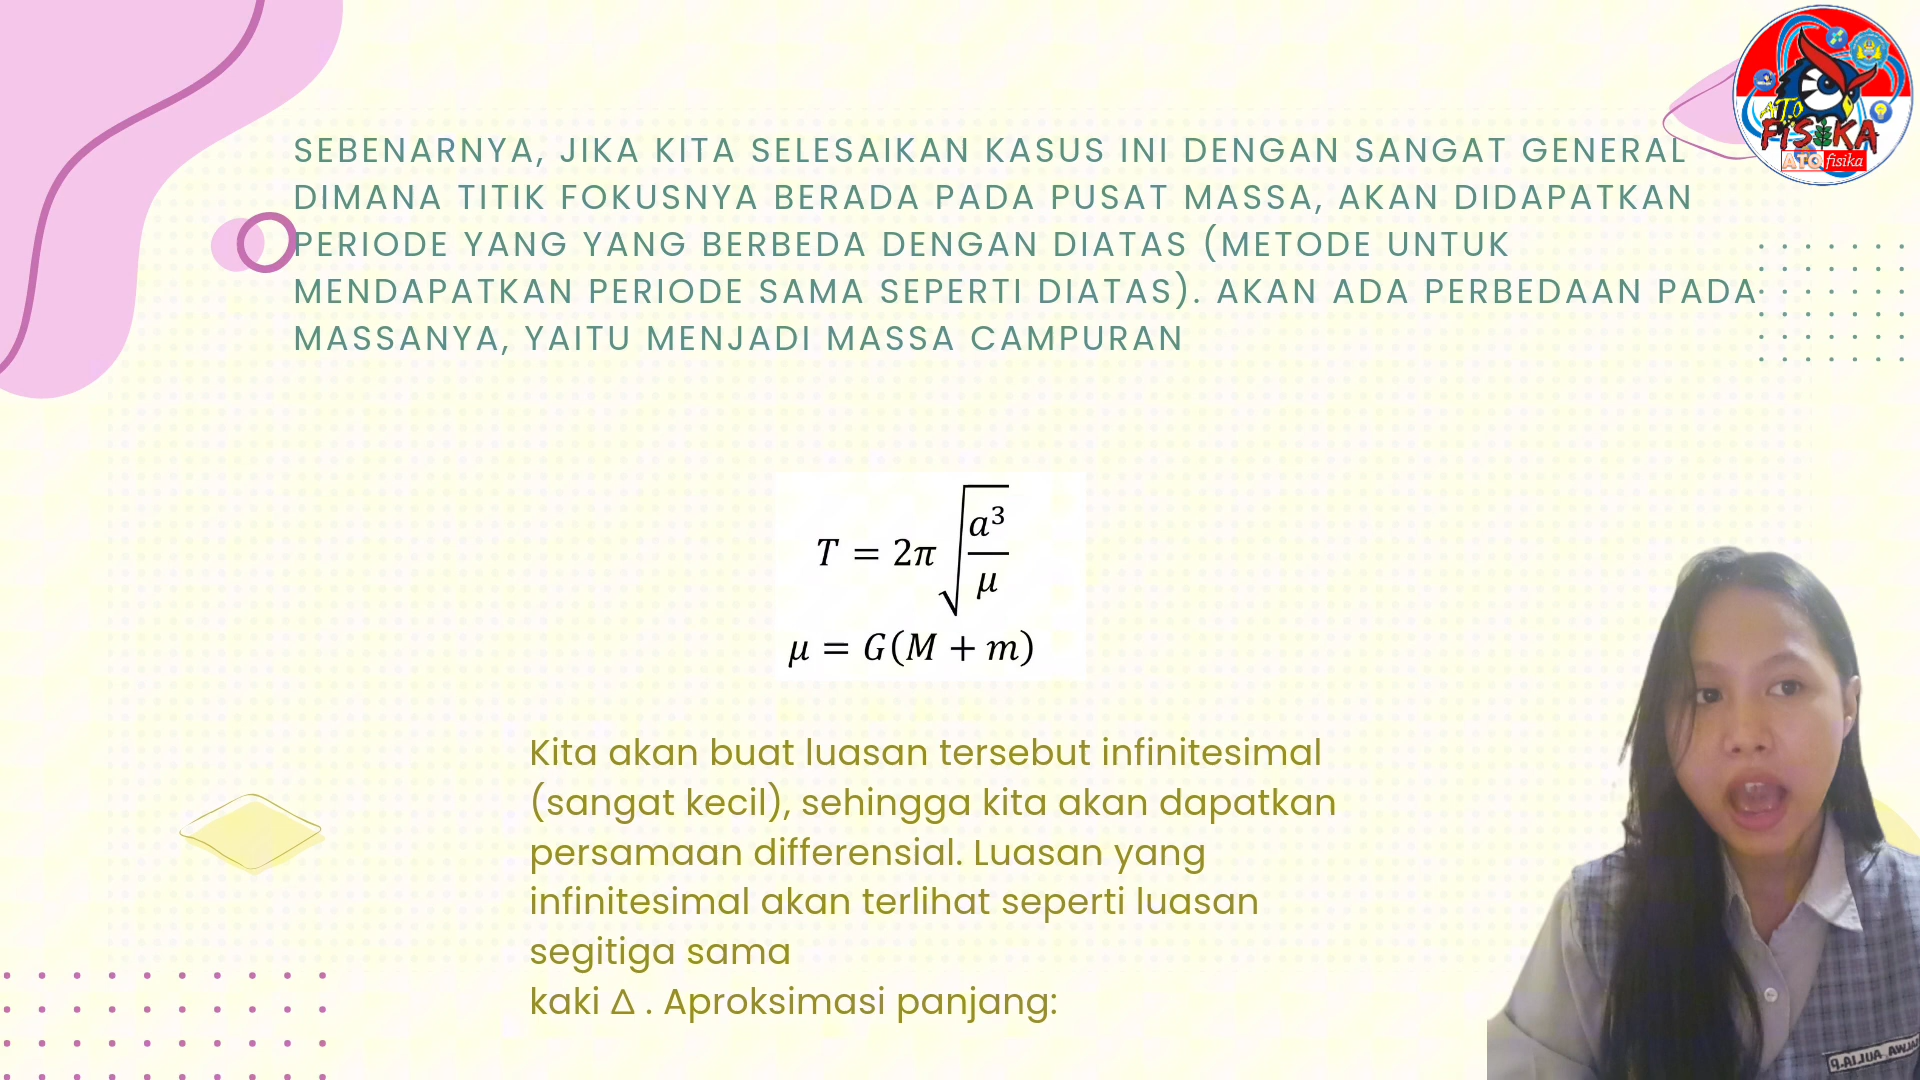 SEBENARNYA, JIKA KITA SELESAIKAN KASUS INI DENGAN SANGAT GENERAL
DIMANA TITIK FOKUSNYA BERADA PADA PUSAT MASSA, AKAN DIDAPATKAN
PERIODE YANG YANG BERBEDA DENGAN DIATAS (METODE UNTUK
MENDAPATKAN PERIODE SAMA SEPERTI DIATAS). AKAN ADA PERBEDAAN PADA
MASSANYA, YAITU MENJADI MASSA CAMPURAN
ATO
FISIKA
ATO fisika
T = 2π√(a³/μ)
μ = G(M + m)
Kita akan buat luasan tersebut infinitesimal
(sangat kecil), sehingga kita akan dapatkan
persamaan differensial. Luasan yang
infinitesimal akan terlihat seperti luasan
segitiga sama
kaki Δ . Aproksimasi panjang: